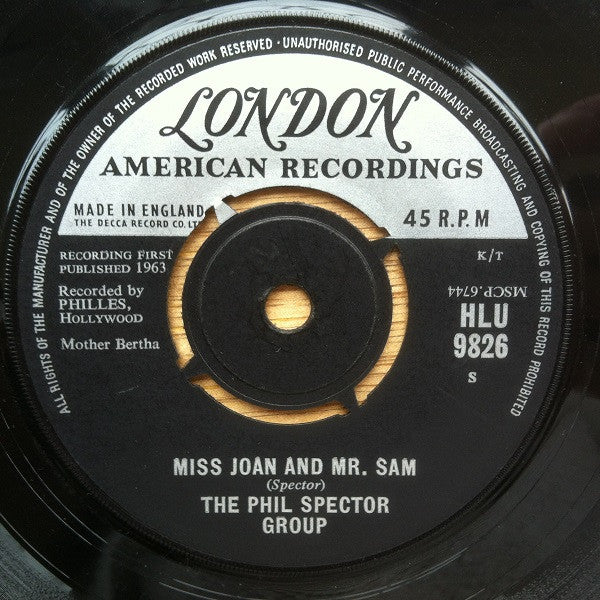 ALL RIGHTS OF THE MANUFACTURER AND OF THE OWNER OF THE RECORDED WORK RESERVED · UNAUTHORISED PUBLIC PERFORMANCE BROADCASTING AND COPYING OF THIS RECORD PROHIBITED
LONDON
AMERICAN RECORDINGS
MADE IN ENGLAND
THE DECCA RECORD CO. LTD
45 R.P.M
RECORDING FIRST
PUBLISHED 1963
K/T
Recorded by
PHILLES,
HOLLYWOOD
MSCP.6744
HLU
9826
Mother Bertha
S
MISS JOAN AND MR. SAM
(Spector)
THE PHIL SPECTOR
GROUP